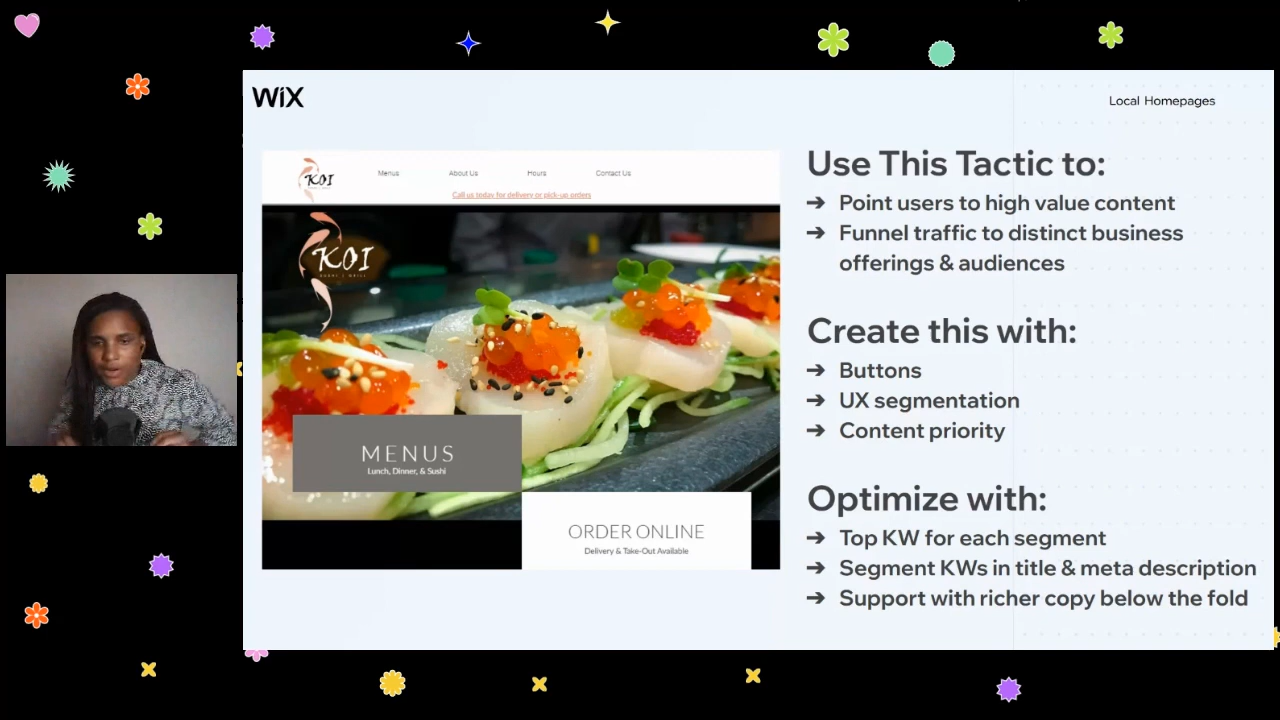 WiX
Local Homepages
KOI
Menus
About Us
Hours
Contact Us
Call us today for delivery or pick-up orders
KOI
MENUS
Lunch, Dinner, & Sushi
ORDER ONLINE
Delivery & Take-Out Available
Use This Tactic to:
➔ Point users to high value content
➔ Funnel traffic to distinct business
offerings & audiences
Create this with:
➔ Buttons
➔ UX segmentation
➔ Content priority
Optimize with:
➔ Top KW for each segment
➔ Segment KWs in title & meta description
➔ Support with richer copy below the fold